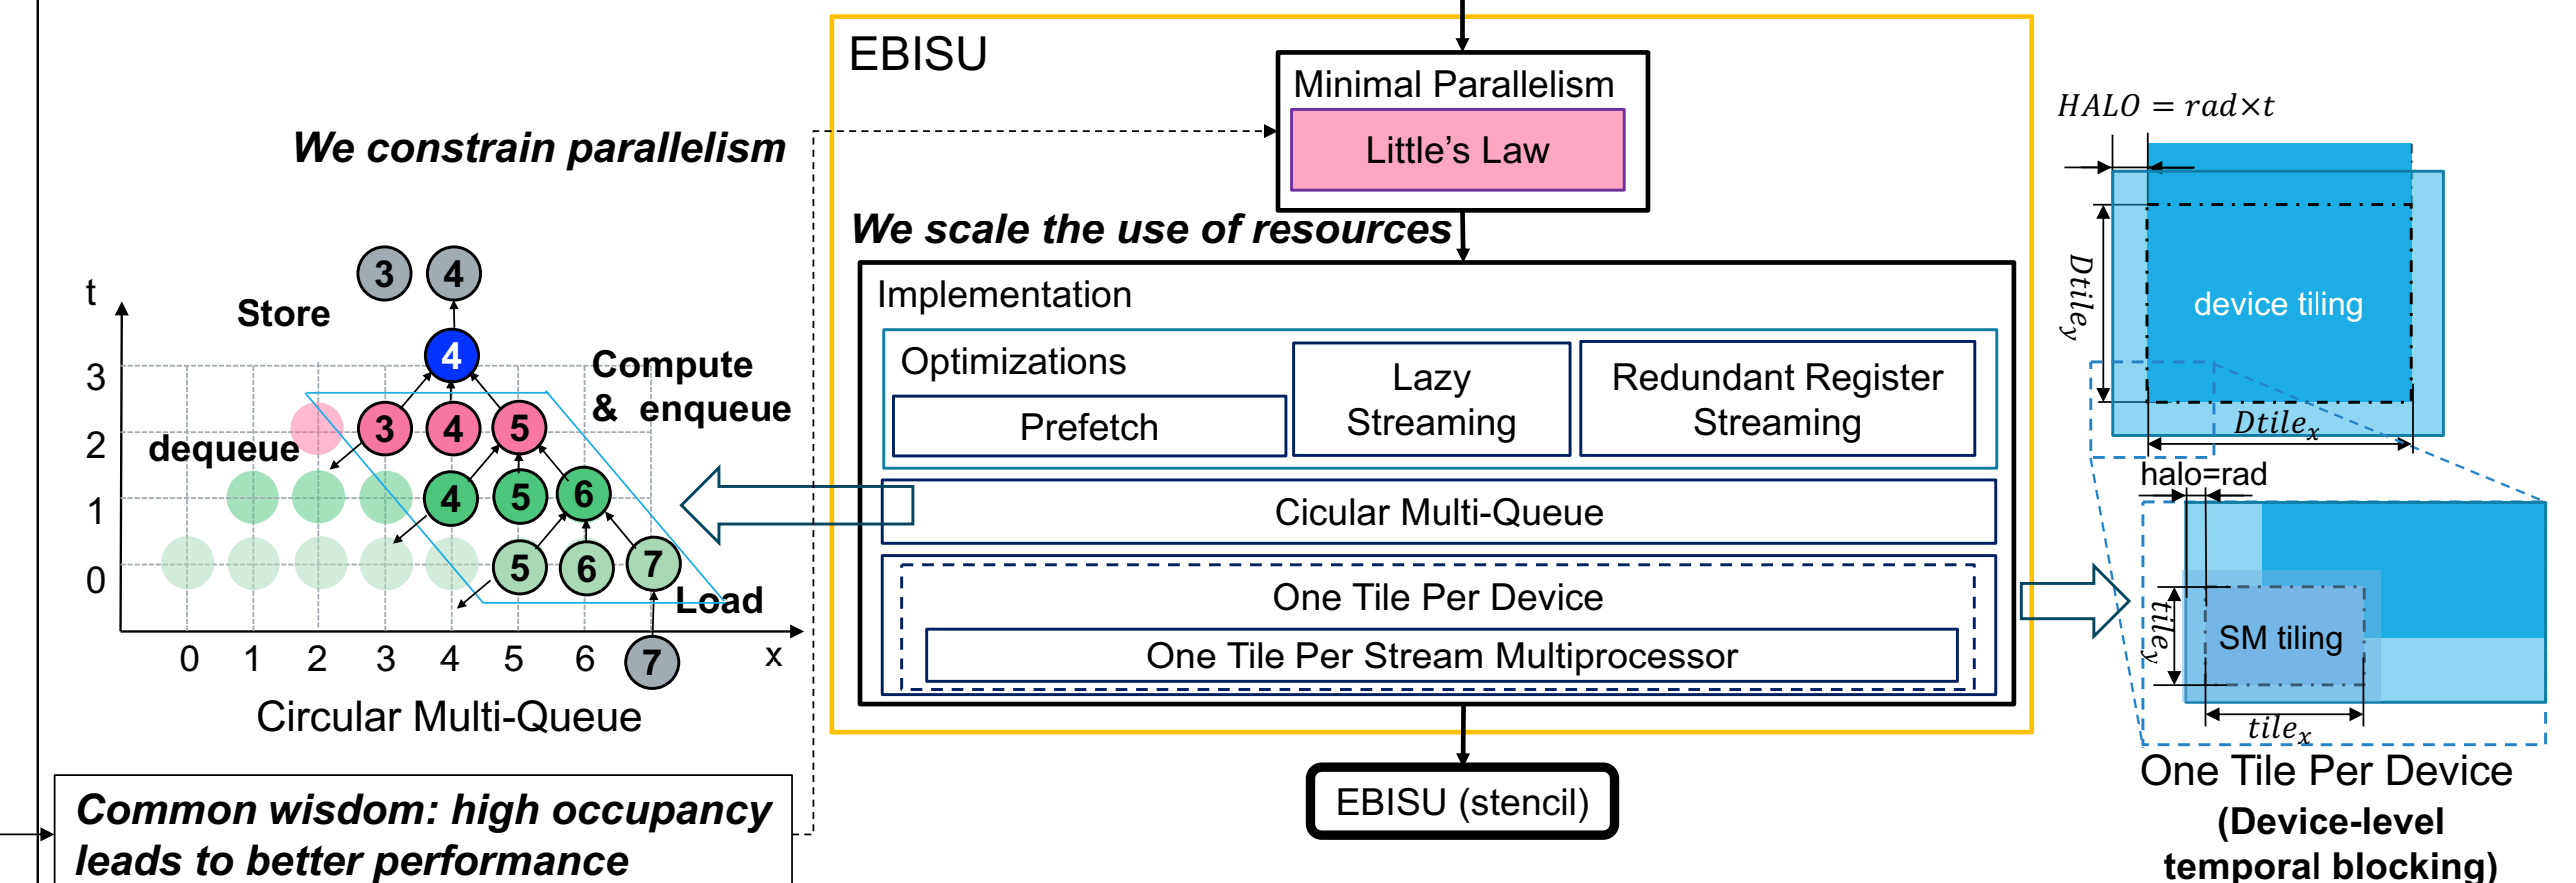 EBISU
Minimal Parallelism
Little's Law
We constrain parallelism
We scale the use of resources
HALO = rad×t
Dtile_y
device tiling
Dtile_x
halo=rad
tile_y
SM tiling
tile_x
One Tile Per Device
(Device-level
temporal blocking)
Implementation
Optimizations
Prefetch
Lazy
Streaming
Redundant Register
Streaming
Cicular Multi-Queue
One Tile Per Device
One Tile Per Stream Multiprocessor
EBISU (stencil)
t
3 4
Store
4
3
Compute
& enqueue
3 4 5
2
dequeue
4 5 6
1
5 6 7
0
Load
0 1 2 3 4 5 6 7 x
Circular Multi-Queue
Common wisdom: high occupancy
leads to better performance